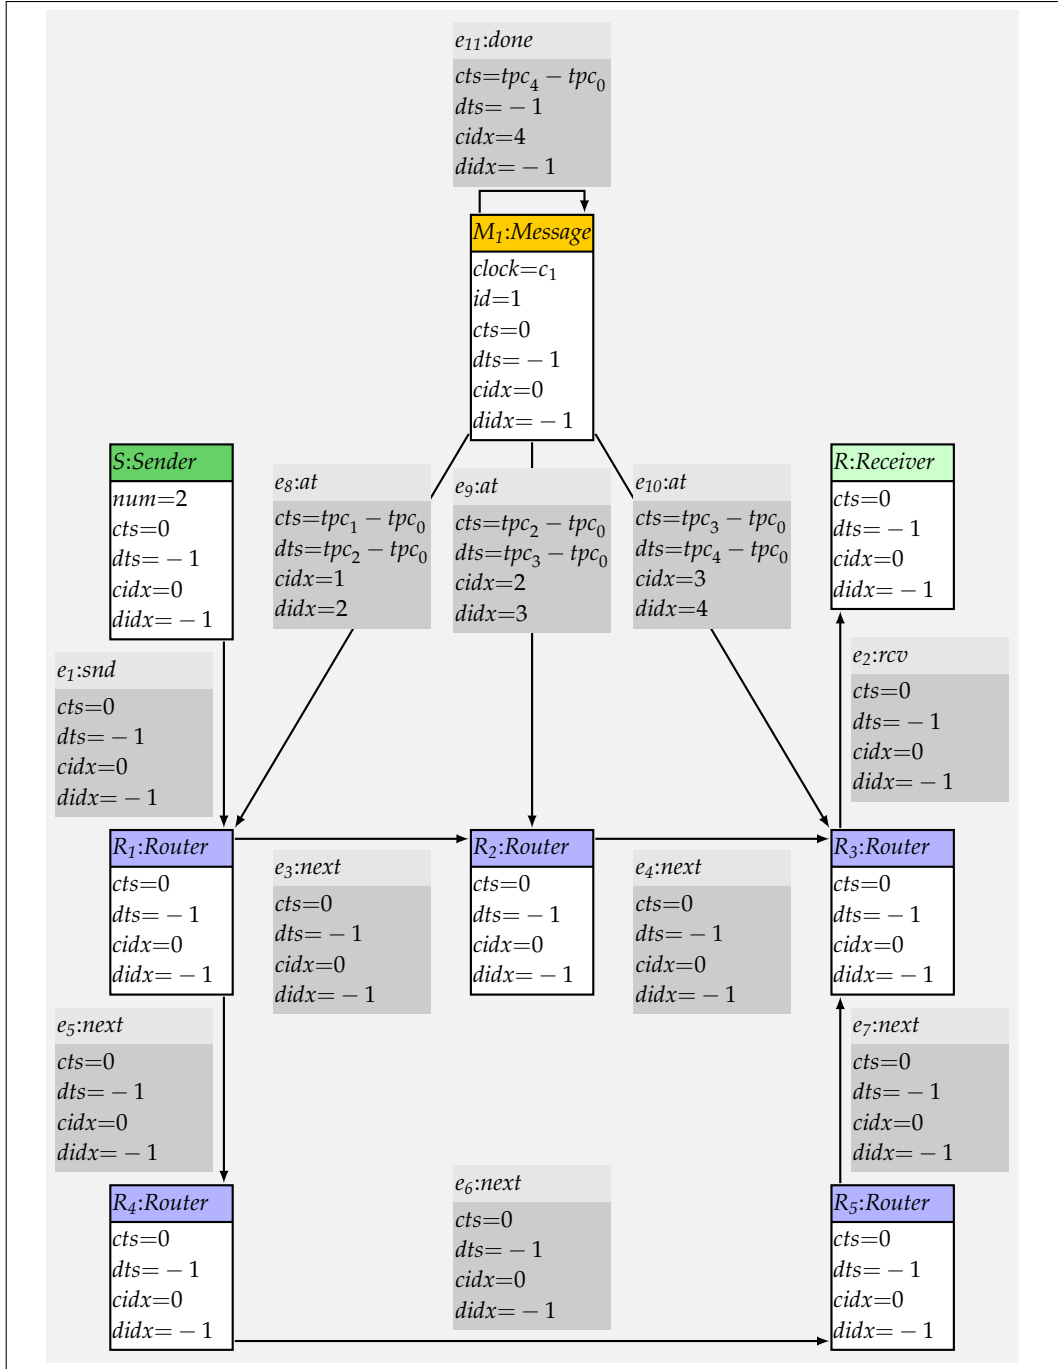 e11:done
cts=tpc4 − tpc0
dts= − 1
cidx=4
didx= − 1
M1:Message
clock=c1
id=1
cts=0
dts= − 1
cidx=0
didx= − 1
S:Sender
num=2
cts=0
dts= − 1
cidx=0
didx= − 1
e8:at
cts=tpc1 − tpc0
dts=tpc2 − tpc0
cidx=1
didx=2
e9:at
cts=tpc2 − tpc0
dts=tpc3 − tpc0
cidx=2
didx=3
e10:at
cts=tpc3 − tpc0
dts=tpc4 − tpc0
cidx=3
didx=4
R:Receiver
cts=0
dts= − 1
cidx=0
didx= − 1
e1:snd
cts=0
dts= − 1
cidx=0
didx= − 1
e2:rcv
cts=0
dts= − 1
cidx=0
didx= − 1
R1:Router
cts=0
dts= − 1
cidx=0
didx= − 1
e3:next
cts=0
dts= − 1
cidx=0
didx= − 1
R2:Router
cts=0
dts= − 1
cidx=0
didx= − 1
e4:next
cts=0
dts= − 1
cidx=0
didx= − 1
R3:Router
cts=0
dts= − 1
cidx=0
didx= − 1
e5:next
cts=0
dts= − 1
cidx=0
didx= − 1
e7:next
cts=0
dts= − 1
cidx=0
didx= − 1
R4:Router
cts=0
dts= − 1
cidx=0
didx= − 1
e6:next
cts=0
dts= − 1
cidx=0
didx= − 1
R5:Router
cts=0
dts= − 1
cidx=0
didx= − 1